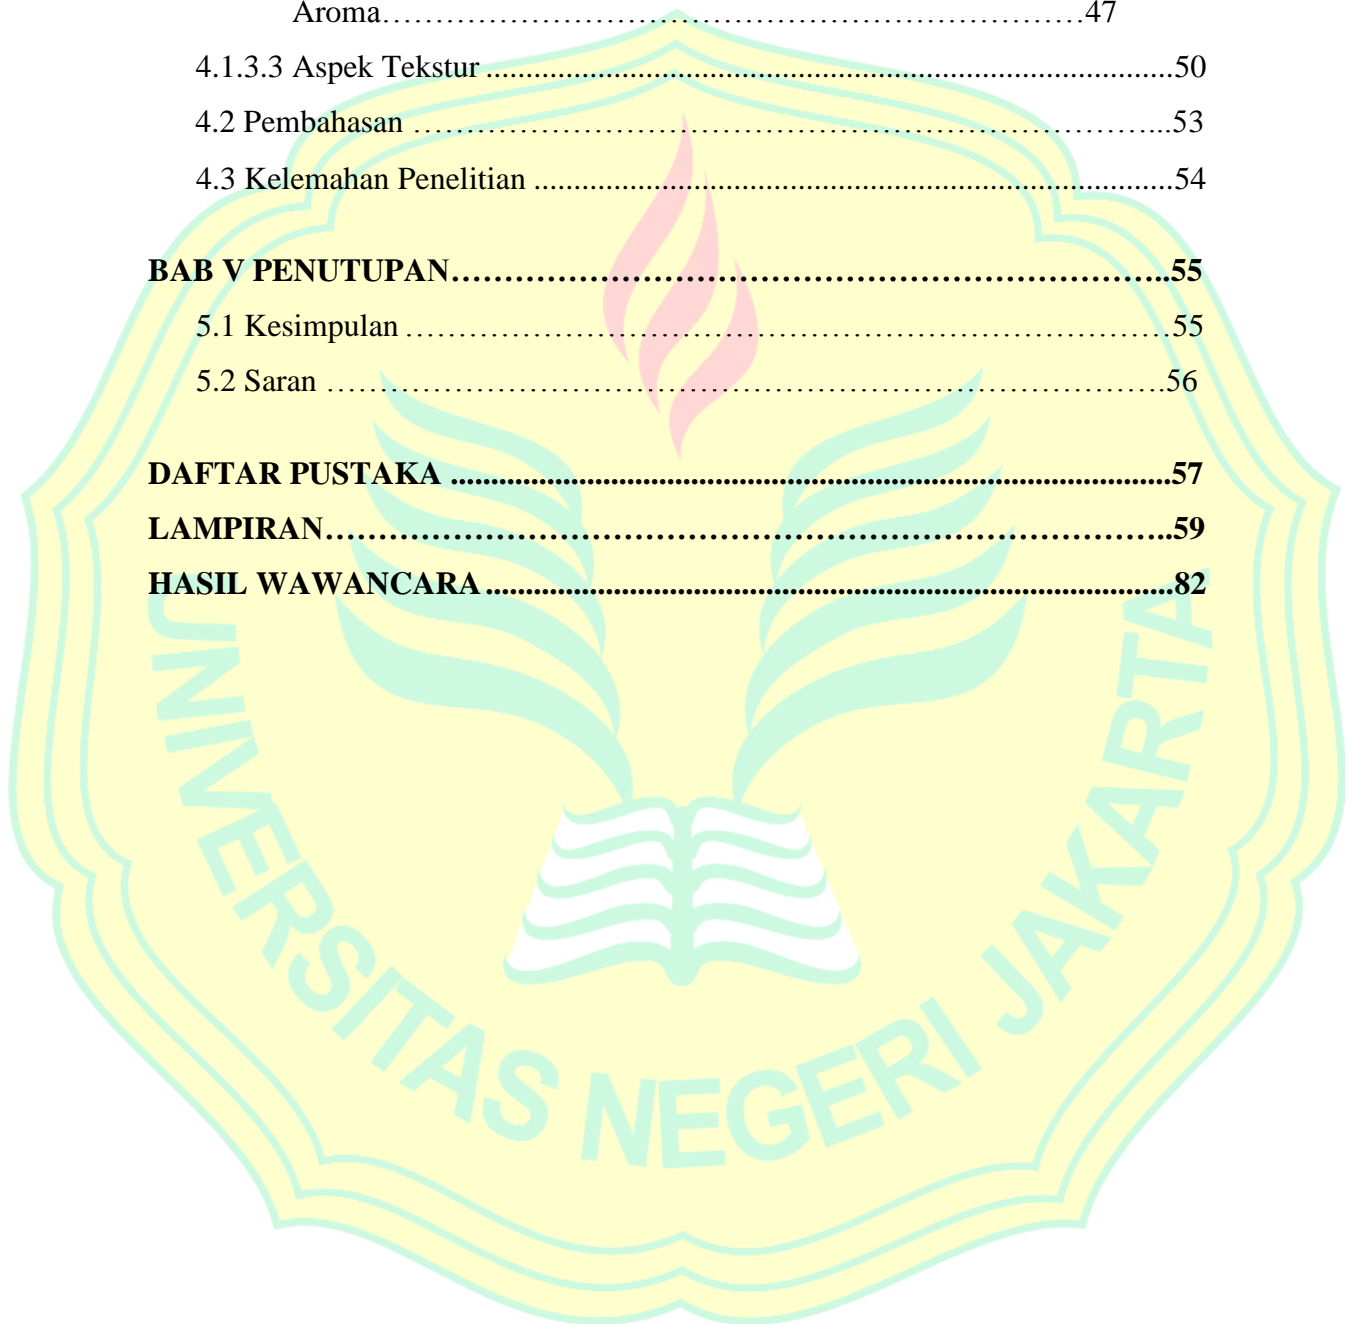 Aroma……………………………………………………………………47
4.1.3.3 Aspek Tekstur ......................................................................................50
4.2 Pembahasan ………………………………………………………………………...53
4.3 Kelemahan Penelitian ................................................................................54
BAB V PENUTUPAN……………………………………………………………..55
5.1 Kesimpulan …………………………………………………………………….55
5.2 Saran ……………………………………………………………………………….56
DAFTAR PUSTAKA ..........................................................................................57
LAMPIRAN………………………………………………………………………..59
HASIL WAWANCARA ......................................................................................82
UNIVERSITAS NEGERI JAKARTA